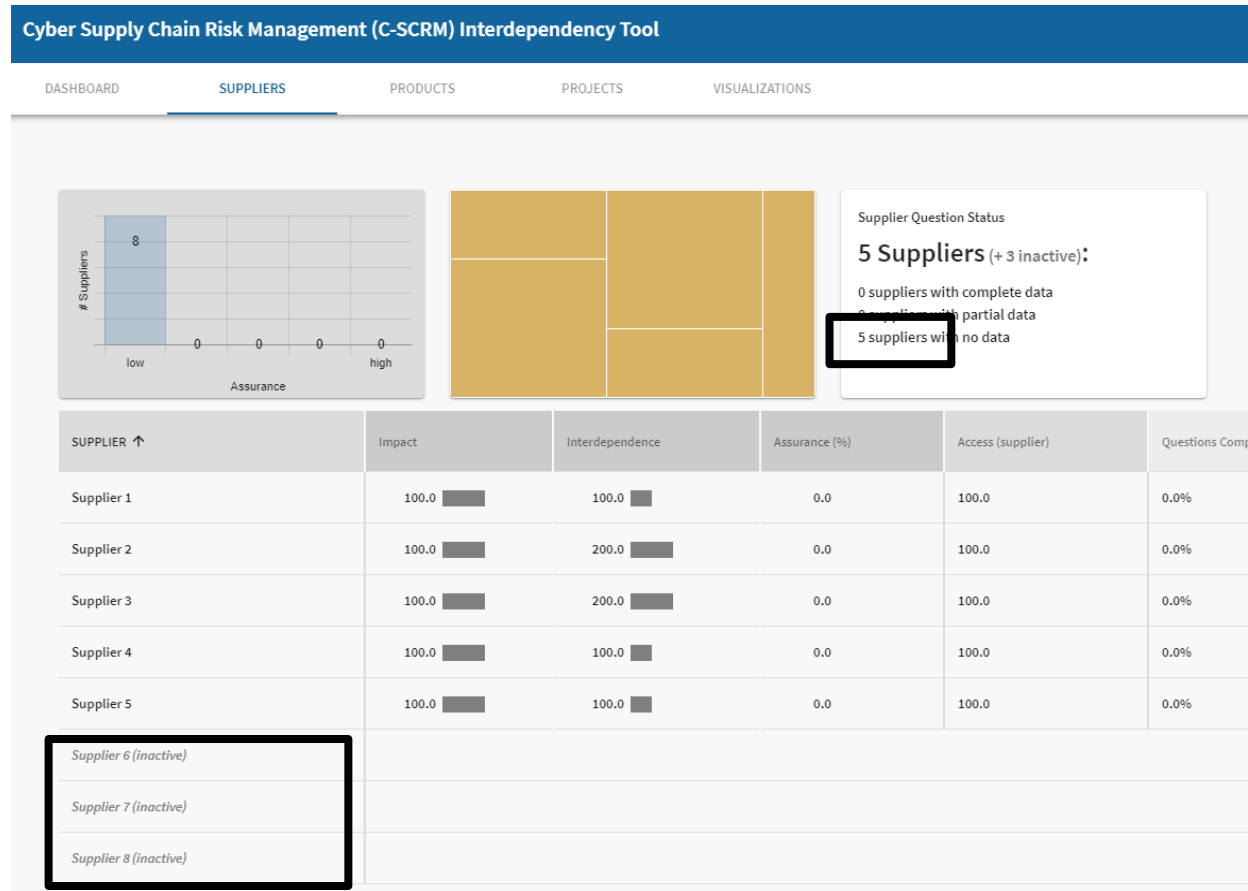 Cyber Supply Chain Risk Management (C-SCRM) Interdependency Tool
DASHBOARD SUPPLIERS PRODUCTS PROJECTS VISUALIZATIONS
# Suppliers
8 0 0 0 0
low high
Assurance
Supplier Question Status
5 Suppliers (+ 3 inactive):
0 suppliers with complete data
0 suppliers with partial data
5 suppliers with no data
SUPPLIER ↑ Impact Interdependence Assurance (%) Access (supplier) Questions Comp
Supplier 1 100.0 100.0 0.0 100.0 0.0%
Supplier 2 100.0 200.0 0.0 100.0 0.0%
Supplier 3 100.0 200.0 0.0 100.0 0.0%
Supplier 4 100.0 100.0 0.0 100.0 0.0%
Supplier 5 100.0 100.0 0.0 100.0 0.0%
Supplier 6 (inactive)
Supplier 7 (inactive)
Supplier 8 (inactive)